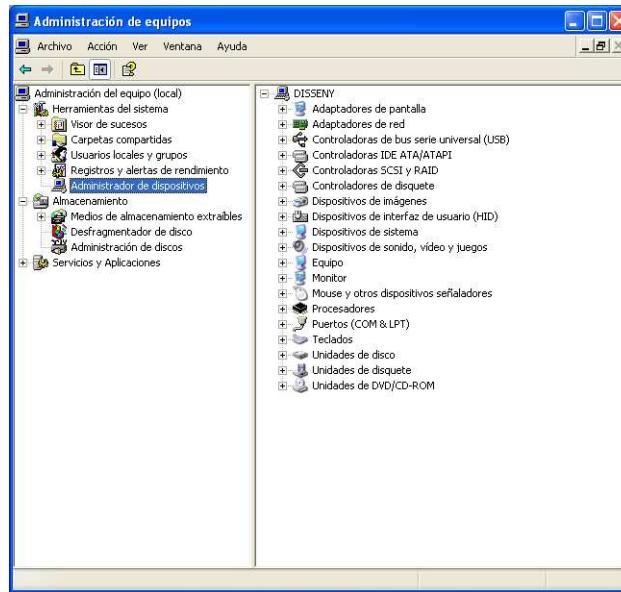 Administración de equipos
Archivo Acción Ver Ventana Ayuda
Administración del equipo (local)
Herramientas del sistema
Visor de sucesos
Carpetas compartidas
Usuarios locales y grupos
Registros y alertas de rendimiento
Administrador de dispositivos
Almacenamiento
Medios de almacenamiento extraíbles
Desfragmentador de disco
Administración de discos
Servicios y Aplicaciones
DISSENY
Adaptadores de pantalla
Adaptadores de red
Controladoras de bus serie universal (USB)
Controladoras IDE ATA/ATAPI
Controladoras SCSI y RAID
Controladores de disquete
Dispositivos de imágenes
Dispositivos de interfaz de usuario (HID)
Dispositivos de sistema
Dispositivos de sonido, vídeo y juegos
Equipo
Monitor
Mouse y otros dispositivos señaladores
Procesadores
Puertos (COM & LPT)
Teclados
Unidades de disco
Unidades de disquete
Unidades de DVD/CD-ROM